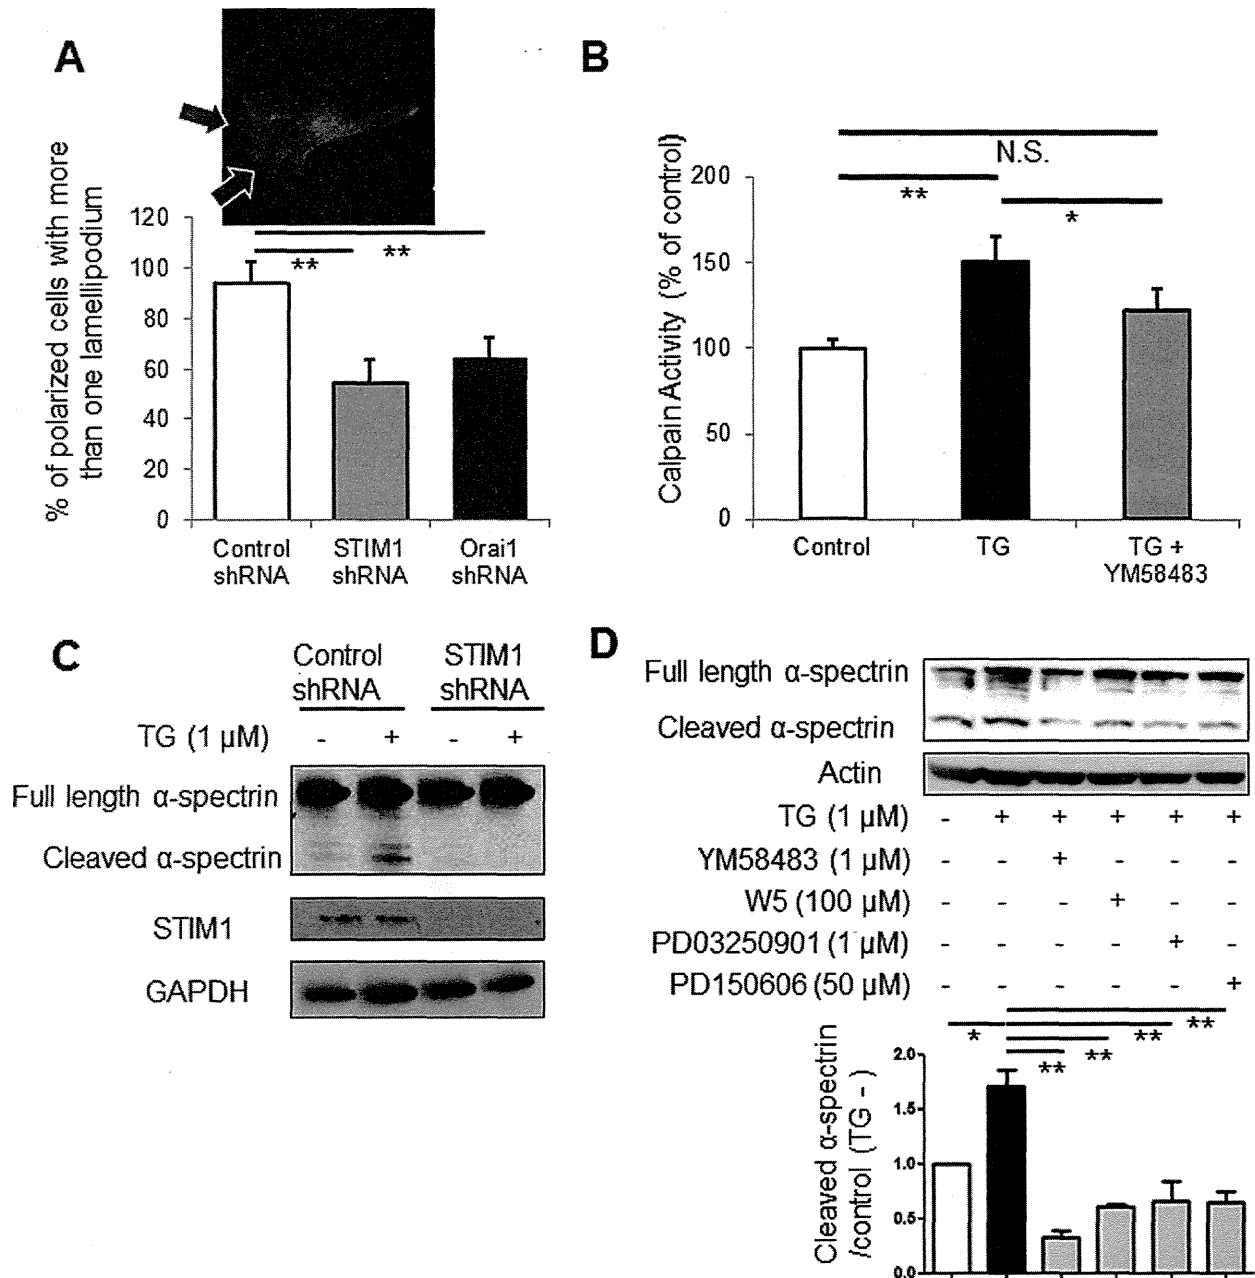 A
% of polarized cells with more
than one lamellipodium
120
100
80
60
40
20
0
**
**
Control
shRNA
STIM1
shRNA
Orai1
shRNA
B
Calpain Activity (% of control)
200
150
100
50
0
N.S.
**
*
Control
TG
TG +
YM58483
C
Control
shRNA
STIM1
shRNA
TG (1 µM)
-
+
-
+
Full length α-spectrin
Cleaved α-spectrin
STIM1
GAPDH
D
Full length α-spectrin
Cleaved α-spectrin
Actin
TG (1 µM) - + + + + +
YM58483 (1 µM) - - + - - -
W5 (100 µM) - - - + - -
PD03250901 (1 µM) - - - - + -
PD150606 (50 µM) - - - - - +
Cleaved α-spectrin
/control (TG - )
2.0
1.5
1.0
0.5
0.0
*
**
**
**
**